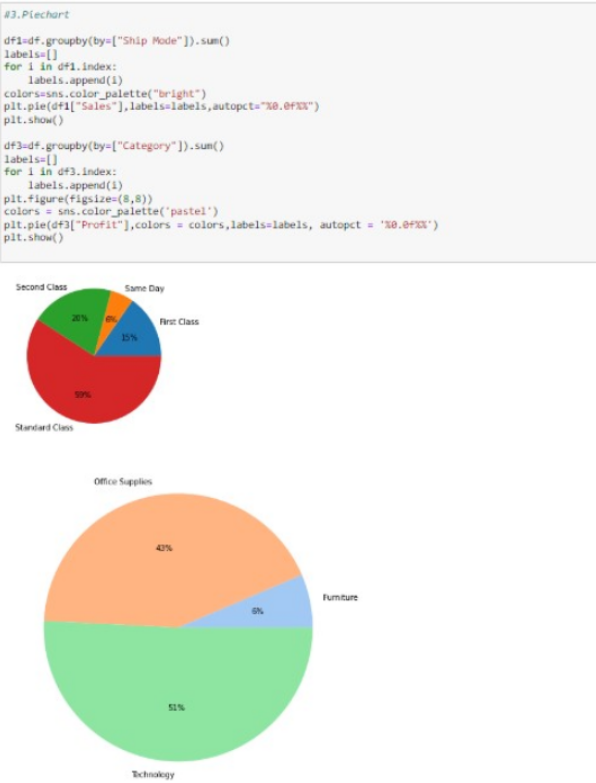 #3.Piechart
df1=df.groupby(by=["Ship Mode"]).sum()
labels=[]
for i in df1.index:
    labels.append(i)
colors=sns.color_palette("bright")
plt.pie(df1["Sales"],labels=labels,autopct="%0.0f%%")
plt.show()
df3=df.groupby(by=["Category"]).sum()
labels=[]
for i in df3.index:
    labels.append(i)
plt.figure(figsize=(8,8))
colors = sns.color_palette('pastel')
plt.pie(df3["Profit"],colors = colors,labels=labels, autopct = '%0.0f%%')
plt.show()
Second Class
Same Day
20%
6%
First Class
15%
59%
Standard Class
Office Supplies
43%
Furniture
6%
51%
Technology